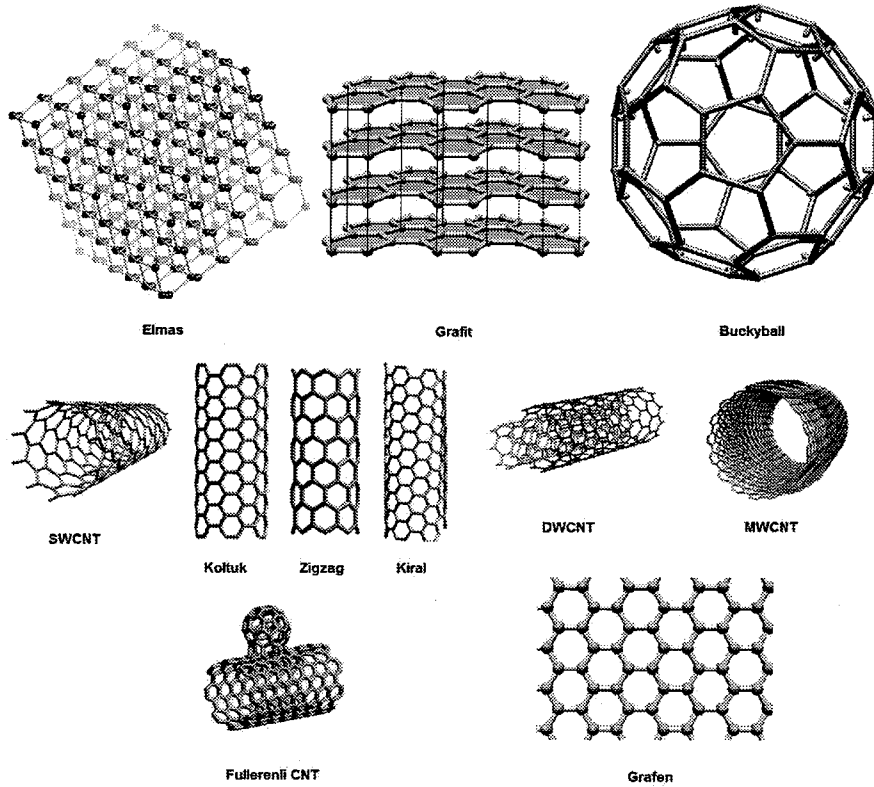 Elmas
Grafit
Buckyball
SWCNT
Koltuk
Zigzag
Kiral
DWCNT
MWCNT
Fullerenli CNT
Grafen